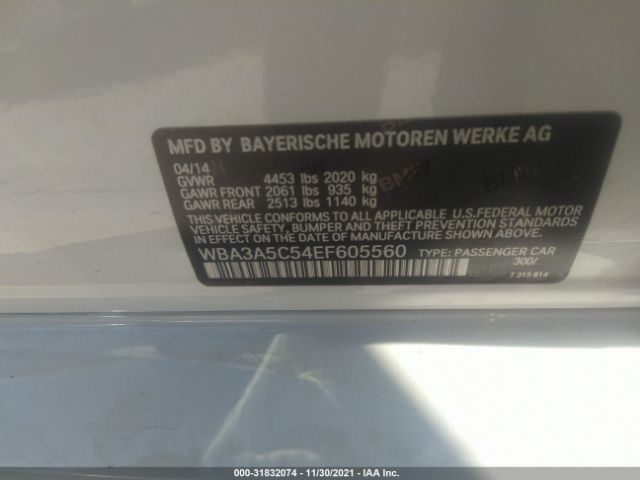 MFD BY BAYERISCHE MOTOREN WERKE AG
04/14
GVWR 4453 lbs 2020 kg
GAWR FRONT 2061 lbs 935 kg
GAWR REAR 2513 lbs 1140 kg
THIS VEHICLE CONFORMS TO ALL APPLICABLE U.S.FEDERAL MOTOR
VEHICLE SAFETY, BUMPER AND THEFT PREVENTION STANDARDS
IN EFFECT ON THE DATE OF MANUFACTURE SHOWN ABOVE.
WBA3A5C54EF605560 TYPE: PASSENGER CAR
300/
7 315 814
000-31832074 — 11/30/2021 — IAA Inc.